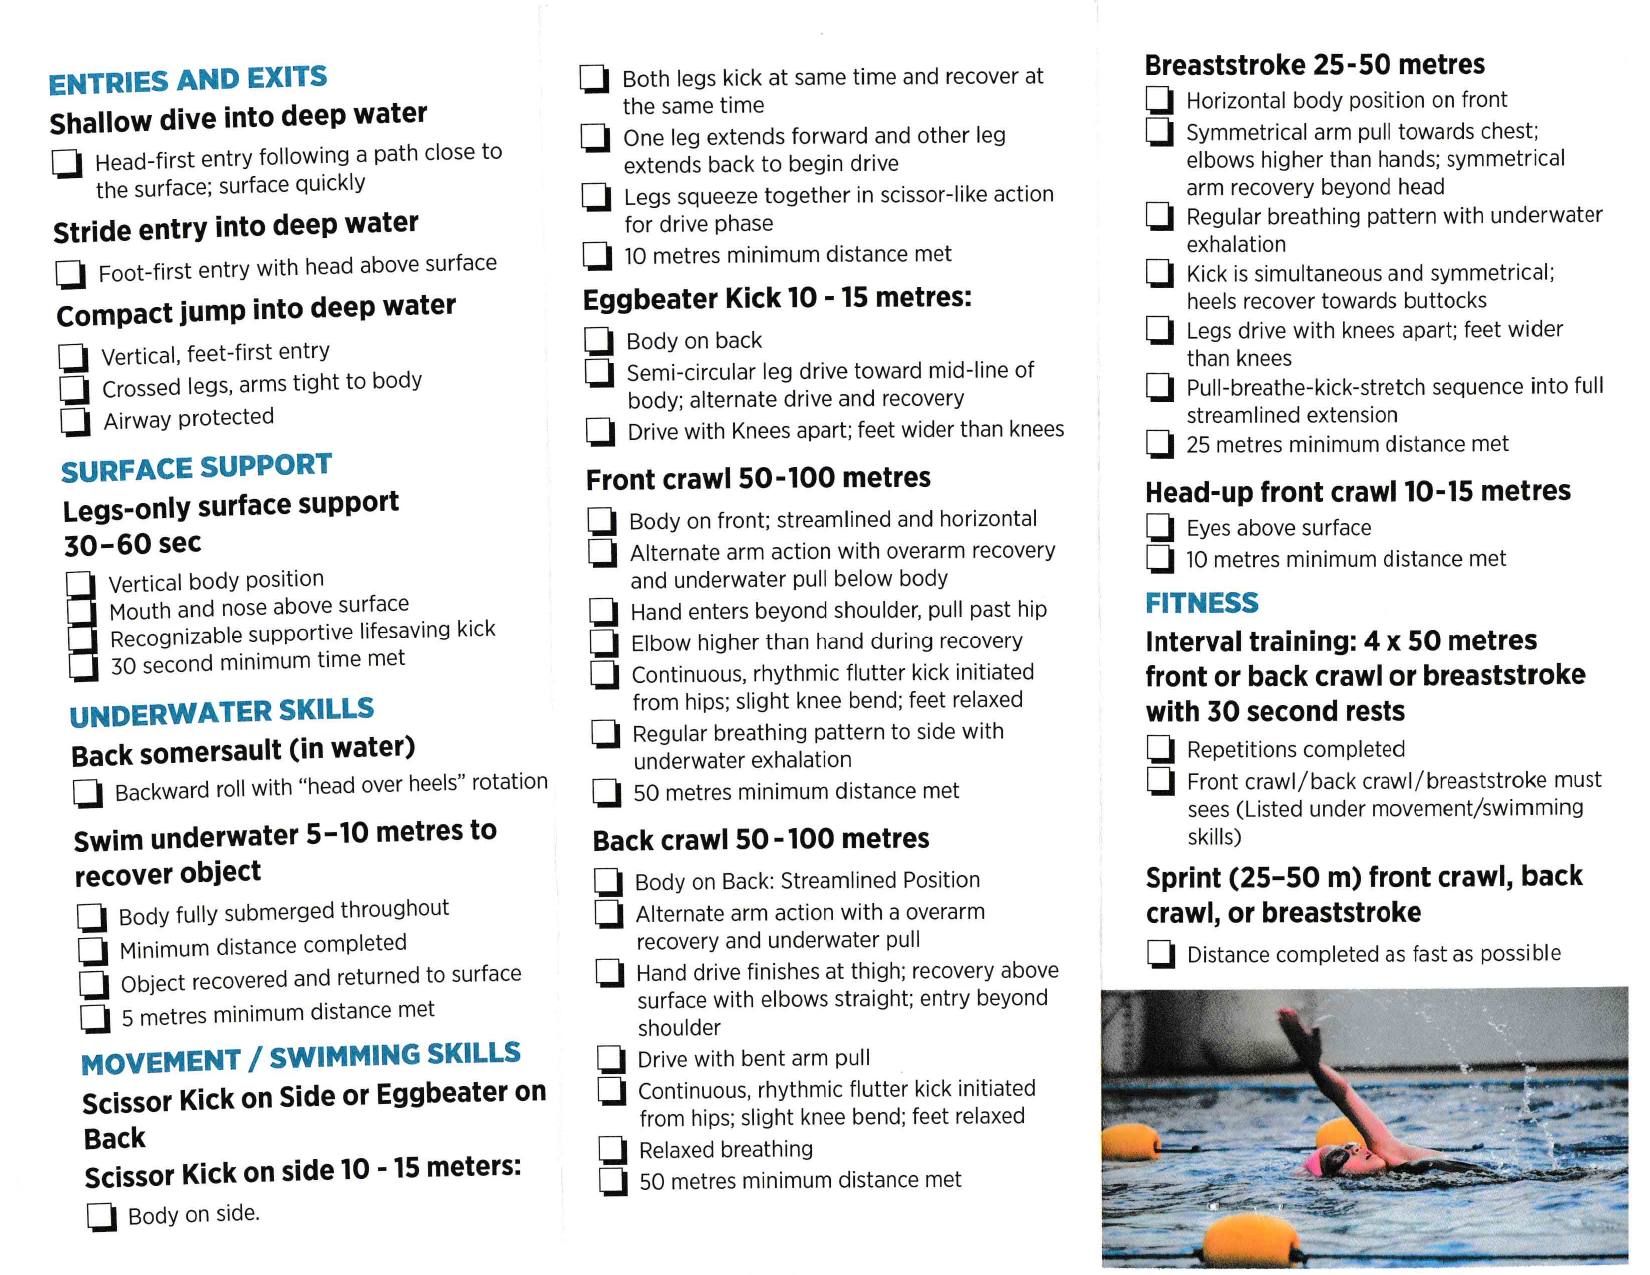 ENTRIES AND EXITS
Shallow dive into deep water
Head-first entry following a path close to
the surface; surface quickly
Stride entry into deep water
Foot-first entry with head above surface
Compact jump into deep water
Vertical, feet-first entry
Crossed legs, arms tight to body
Airway protected
SURFACE SUPPORT
Legs-only surface support
30–60 sec
Vertical body position
Mouth and nose above surface
Recognizable supportive lifesaving kick
30 second minimum time met
UNDERWATER SKILLS
Back somersault (in water)
Backward roll with “head over heels” rotation
Swim underwater 5–10 metres to
recover object
Body fully submerged throughout
Minimum distance completed
Object recovered and returned to surface
5 metres minimum distance met
MOVEMENT / SWIMMING SKILLS
Scissor Kick on Side or Eggbeater on
Back
Scissor Kick on side 10 - 15 meters:
Body on side.
Both legs kick at same time and recover at
the same time
One leg extends forward and other leg
extends back to begin drive
Legs squeeze together in scissor-like action
for drive phase
10 metres minimum distance met
Eggbeater Kick 10 - 15 metres:
Body on back
Semi-circular leg drive toward mid-line of
body; alternate drive and recovery
Drive with Knees apart; feet wider than knees
Front crawl 50-100 metres
Body on front; streamlined and horizontal
Alternate arm action with overarm recovery
and underwater pull below body
Hand enters beyond shoulder, pull past hip
Elbow higher than hand during recovery
Continuous, rhythmic flutter kick initiated
from hips; slight knee bend; feet relaxed
Regular breathing pattern to side with
underwater exhalation
50 metres minimum distance met
Back crawl 50-100 metres
Body on Back: Streamlined Position
Alternate arm action with a overarm
recovery and underwater pull
Hand drive finishes at thigh; recovery above
surface with elbows straight; entry beyond
shoulder
Drive with bent arm pull
Continuous, rhythmic flutter kick initiated
from hips; slight knee bend; feet relaxed
Relaxed breathing
50 metres minimum distance met
Breaststroke 25-50 metres
Horizontal body position on front
Symmetrical arm pull towards chest;
elbows higher than hands; symmetrical
arm recovery beyond head
Regular breathing pattern with underwater
exhalation
Kick is simultaneous and symmetrical;
heels recover towards buttocks
Legs drive with knees apart; feet wider
than knees
Pull-breathe-kick-stretch sequence into full
streamlined extension
25 metres minimum distance met
Head-up front crawl 10-15 metres
Eyes above surface
10 metres minimum distance met
FITNESS
Interval training: 4 x 50 metres
front or back crawl or breaststroke
with 30 second rests
Repetitions completed
Front crawl/back crawl/breaststroke must
sees (Listed under movement/swimming
skills)
Sprint (25–50 m) front crawl, back
crawl, or breaststroke
Distance completed as fast as possible